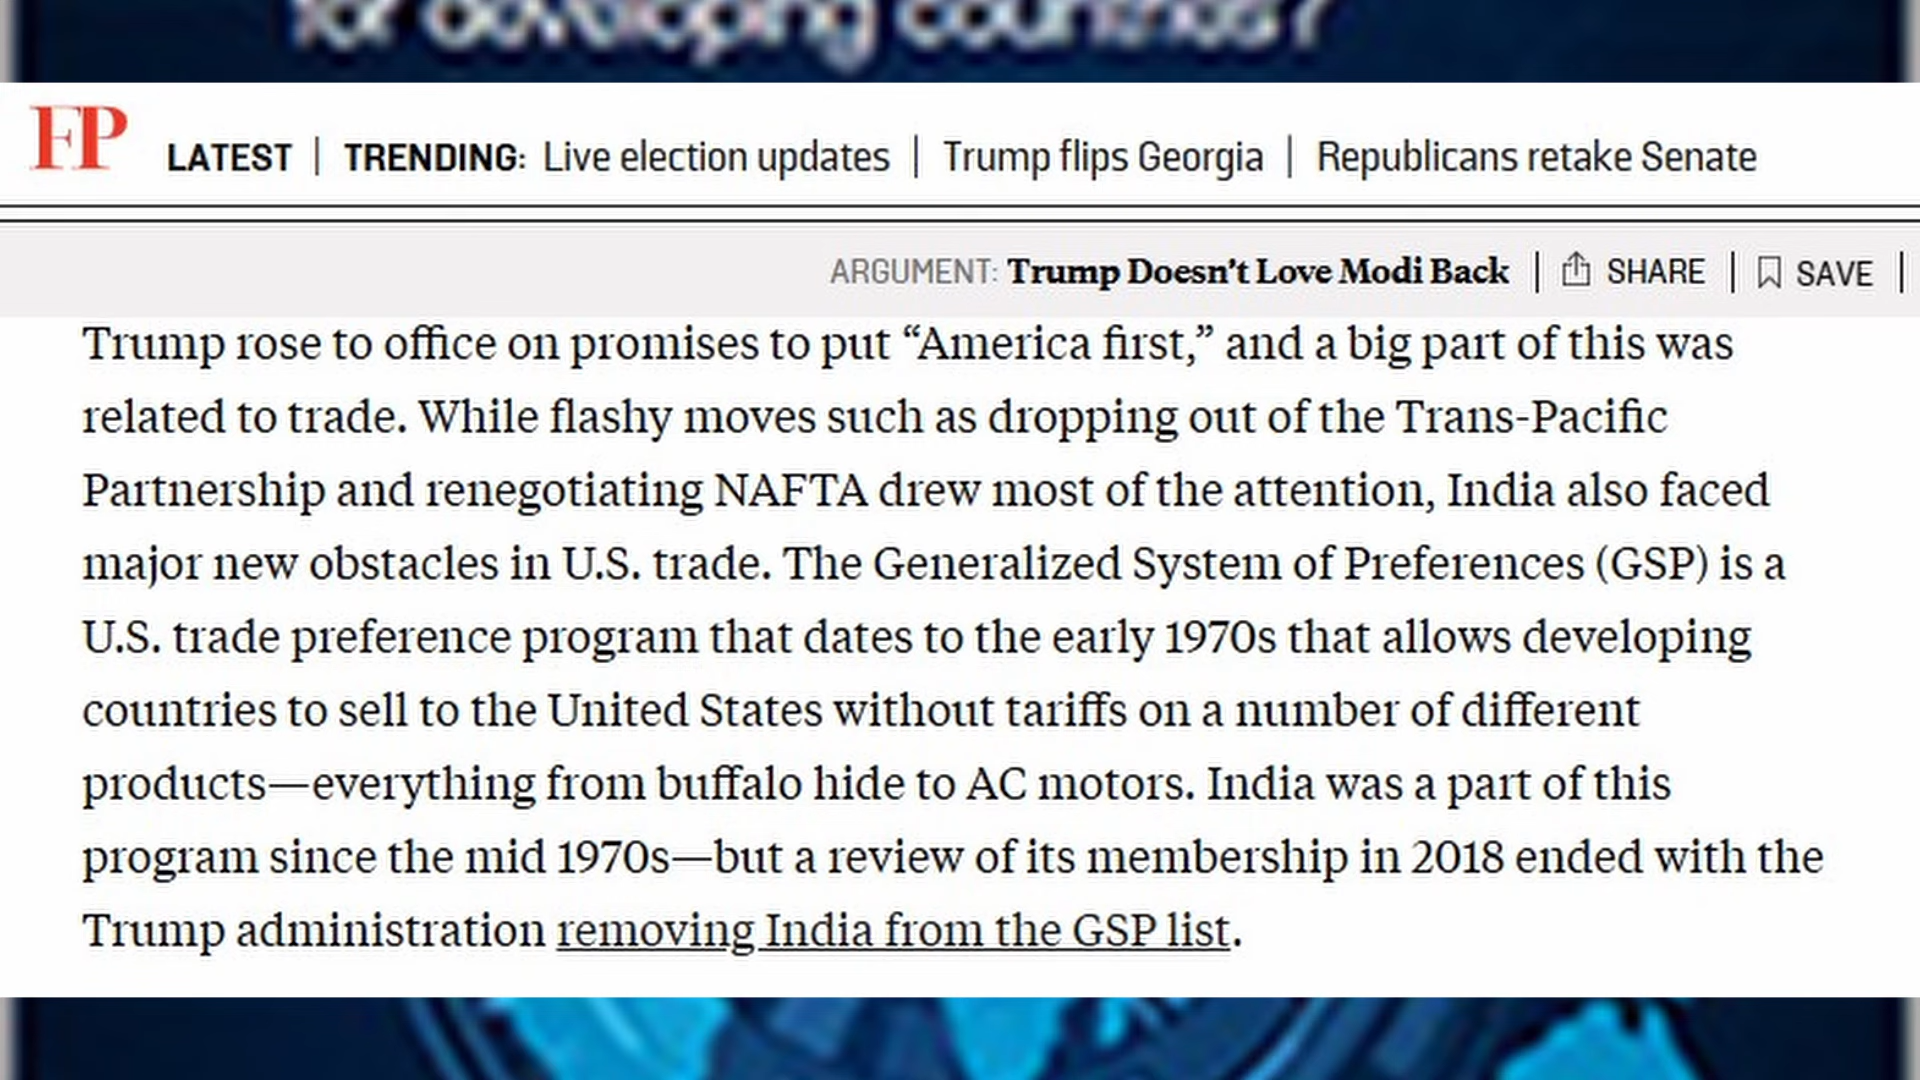 for developing countries?
FP
LATEST | TRENDING: Live election updates | Trump flips Georgia | Republicans retake Senate
ARGUMENT: Trump Doesn’t Love Modi Back | SHARE | SAVE |
Trump rose to office on promises to put “America first,” and a big part of this was
related to trade. While flashy moves such as dropping out of the Trans-Pacific
Partnership and renegotiating NAFTA drew most of the attention, India also faced
major new obstacles in U.S. trade. The Generalized System of Preferences (GSP) is a
U.S. trade preference program that dates to the early 1970s that allows developing
countries to sell to the United States without tariffs on a number of different
products—everything from buffalo hide to AC motors. India was a part of this
program since the mid 1970s—but a review of its membership in 2018 ended with the
Trump administration removing India from the GSP list.